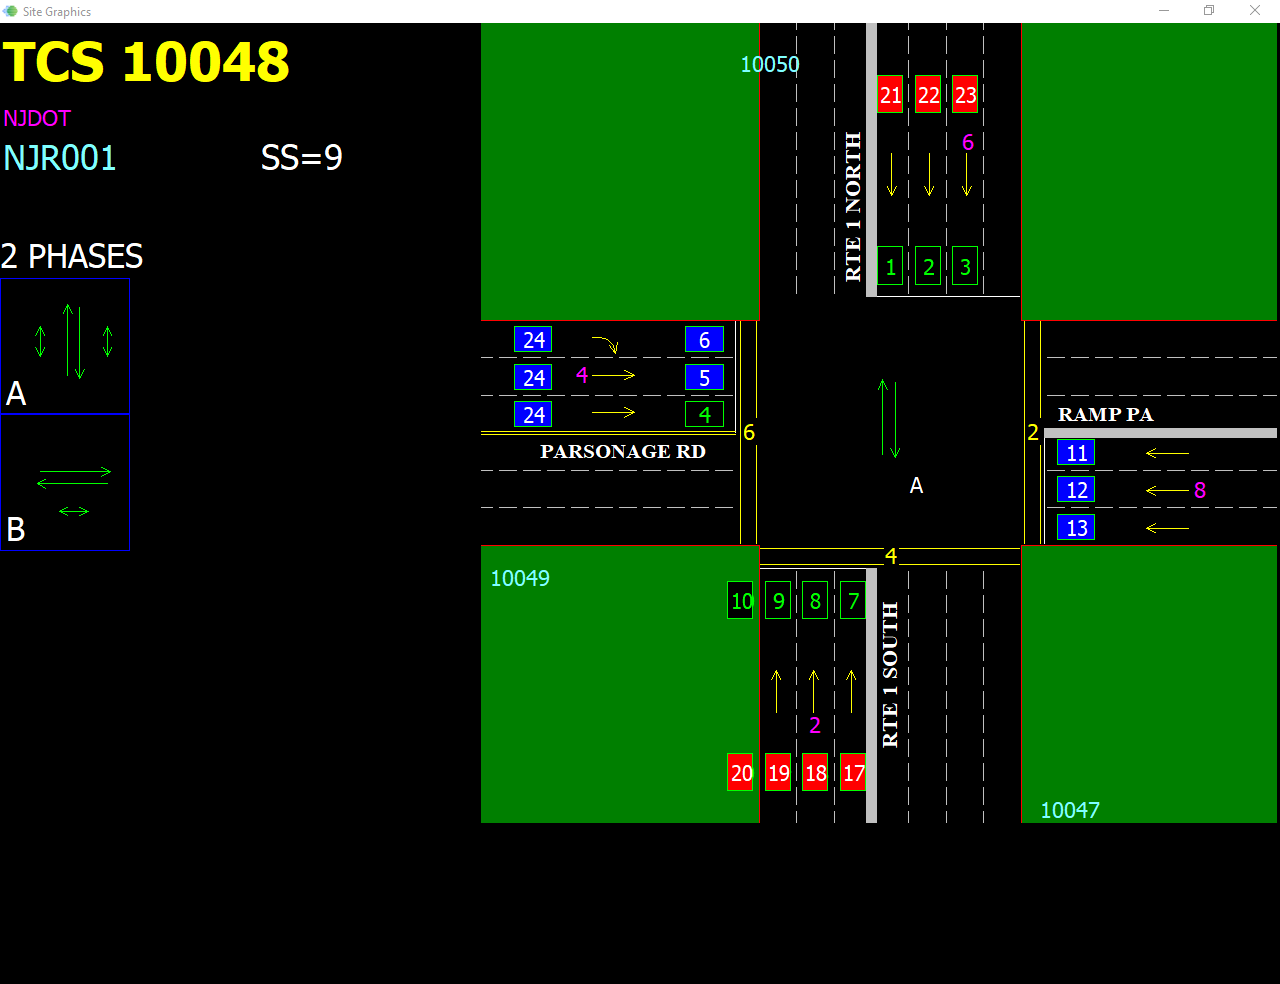 Site Graphics
TCS 10048
NJDOT
NJR001 SS=9
2 PHASES
A
B
10050
21 22 23
6
RTE 1 NORTH
1 2 3
24 6
24 4 5
24 4
PARSONAGE RD
6
A
2
RAMP PA
11
12 8
13
4
10049
10 9 8 7
RTE 1 SOUTH
2
20 19 18 17
10047